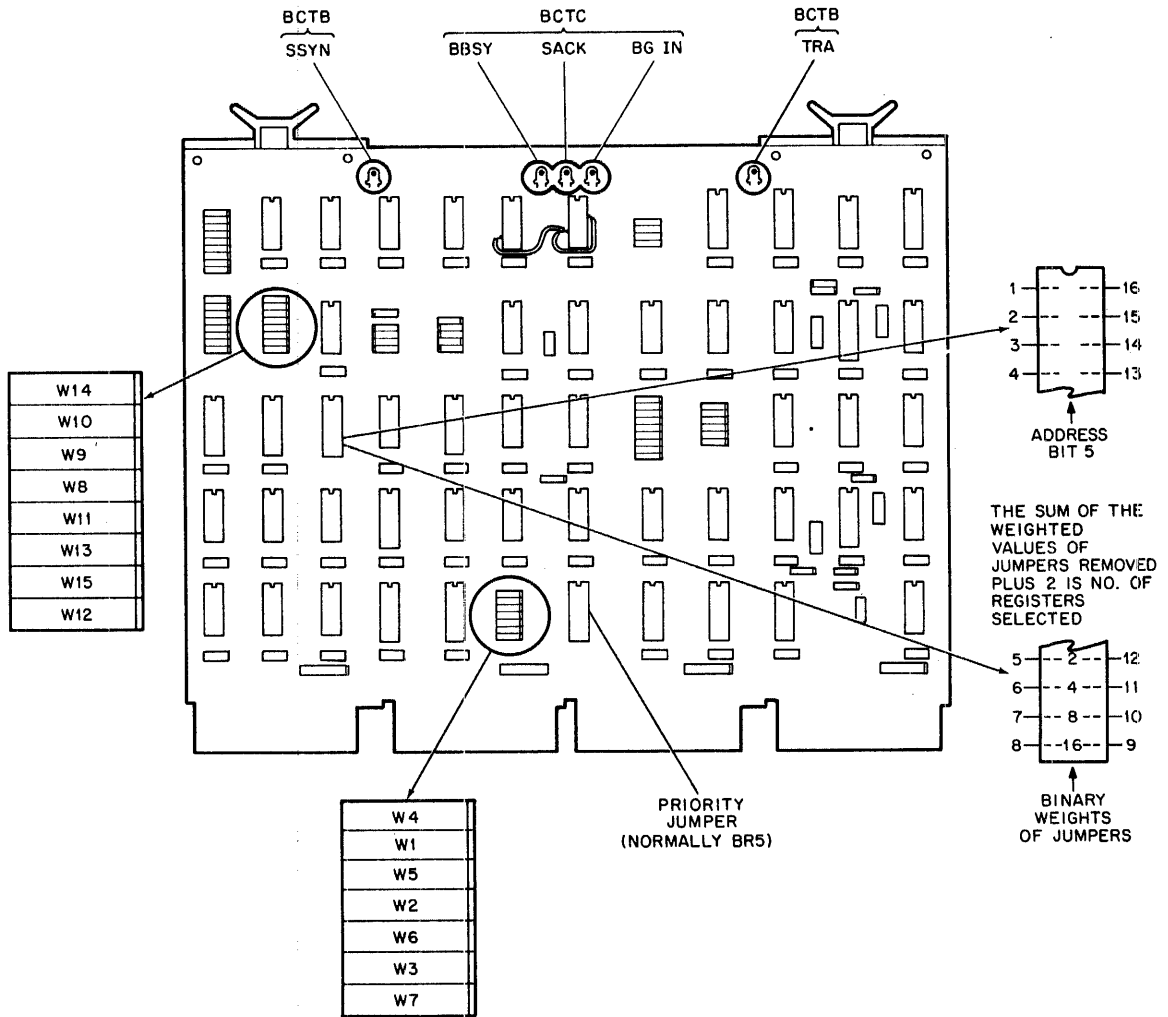 BCTB BCTC BCTB
SSYN BBSY SACK BG IN TRA
1 16
2 15
3 14
4 13
ADDRESS
BIT 5
W14
W10
W9
W8
W11
W13
W15
W12
THE SUM OF THE
WEIGHTED
VALUES OF
JUMPERS REMOVED
PLUS 2 IS NO. OF
REGISTERS
SELECTED
5 2 12
6 4 11
7 8 10
8 16 9
BINARY
WEIGHTS
OF JUMPERS
PRIORITY
JUMPER
(NORMALLY BR5)
W4
W1
W5
W2
W6
W3
W7